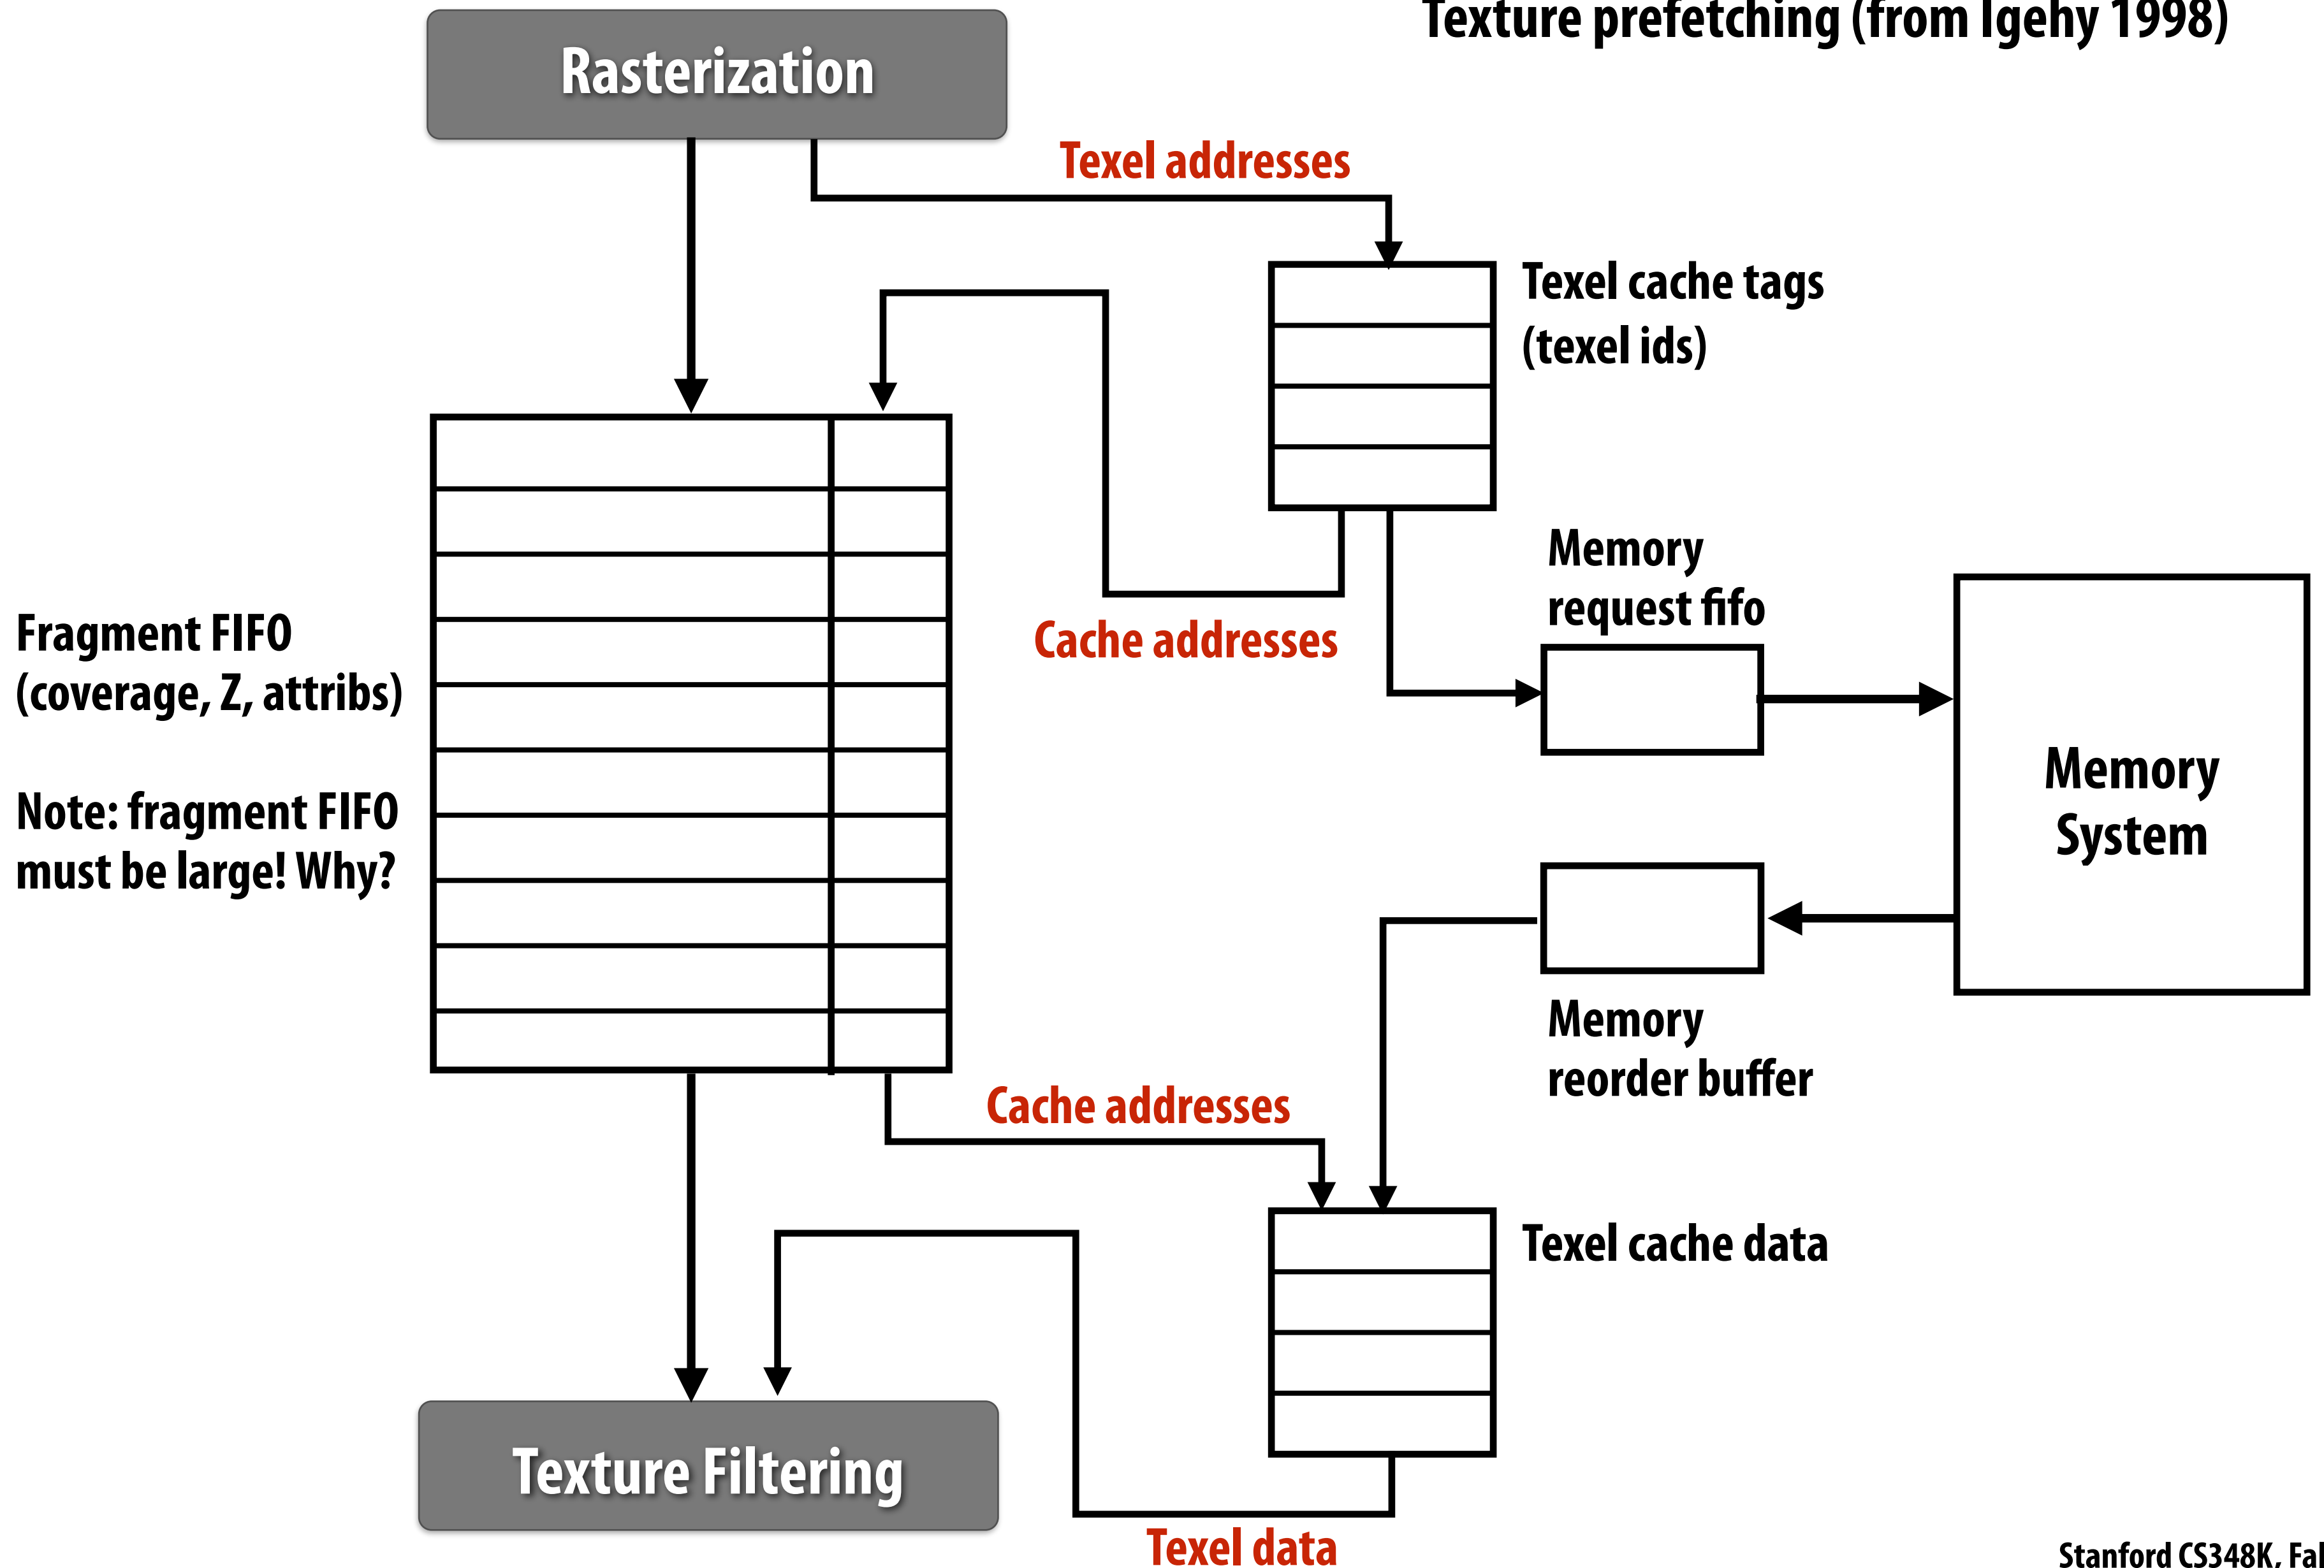 Texture prefetching (from Igehy 1998)
Rasterization
Texel addresses
Texel cache tags
(texel ids)
Memory
request fifo
Cache addresses
Fragment FIFO
(coverage, Z, attribs)
Note: fragment FIFO
must be large! Why?
Memory
System
Memory
reorder buffer
Cache addresses
Texel cache data
Texture Filtering
Texel data
Stanford CS348K,